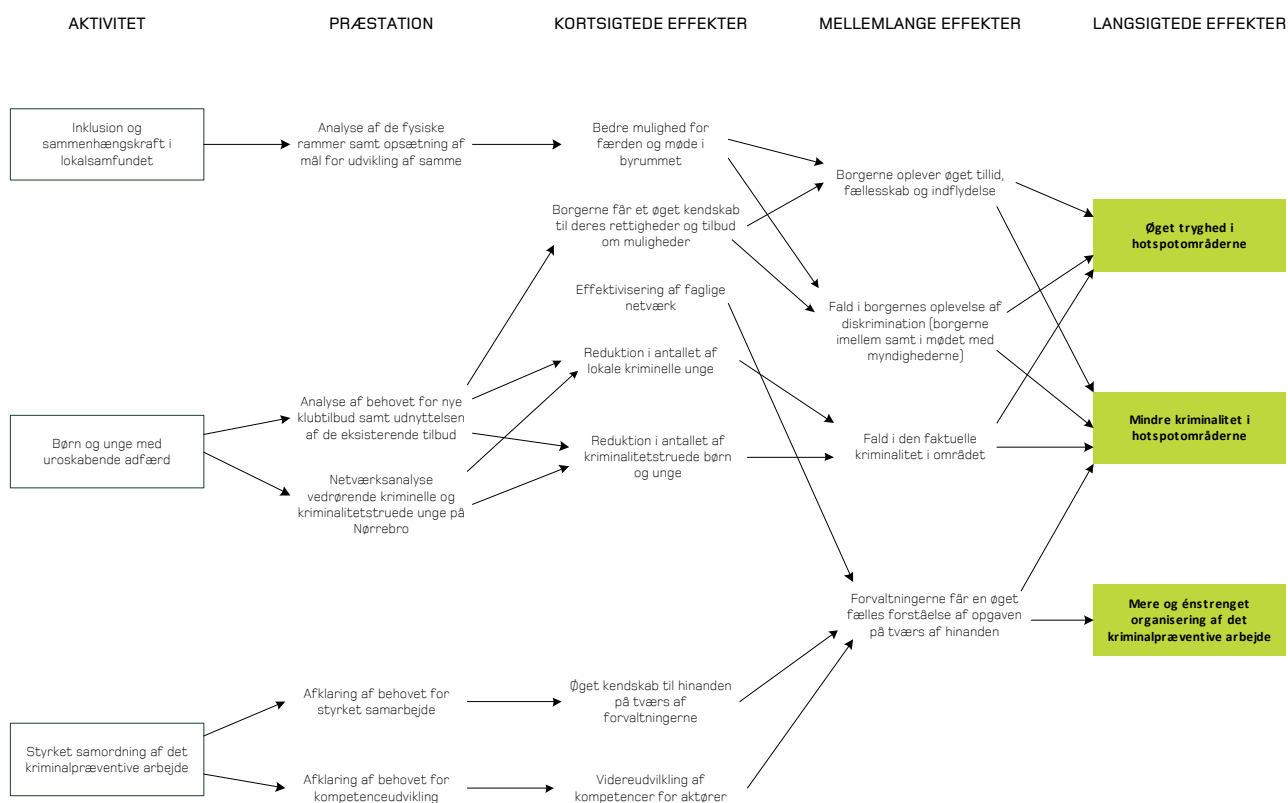 AKTIVITET
PRÆSTATION
KORTSIGTEDE EFFEKTER
MELLEMLANGE EFFEKTER
LANGSIGTEDE EFFEKTER
Inklusion og
sammenhængskraft i
lokalsamfundet
Analyse af de fysiske
rammer samt opsætning af
mål for udvikling af samme
Bedre mulighed for
færden og møde i
byrummet
Borgerne oplever øget tillid,
fællesskab og indflydelse
Øget tryghed i
hotspotområderne
Borgerne får et øget kendskab
til deres rettigheder og tilbud
om muligheder
Effektivisering af faglige
netværk
Fald i borgernes oplevelse af
diskrimination (borgerne
imellem samt i mødet med
myndighederne)
Reduktion i antallet af
lokale kriminelle unge
Børn og unge med
uroskabende adfærd
Analyse af behovet for nye
klubtilbud samt udnyttelsen
af de eksisterende tilbud
Reduktion i antallet af
kriminalitetstruede børn
og unge
Fald i den faktuelle
kriminalitet i området
Mindre kriminalitet i
hotspotområderne
Netværksanalyse
vedrørende kriminelle og
kriminalitetstruede unge på
Nørrebro
Forvaltningerne får en øget
fælles forståelse af opgaven
på tværs af hinanden
Mere og énstrenget
organisering af det
kriminalpræventive arbejde
Styrket samordning af det
kriminalpræventive arbejde
Afklaring af behovet for
styrket samarbejde
Øget kendskab til hinanden
på tværs af
forvaltningerne
Afklaring af behovet for
kompetenceudvikling
Videreudvikling af
kompetencer for aktører